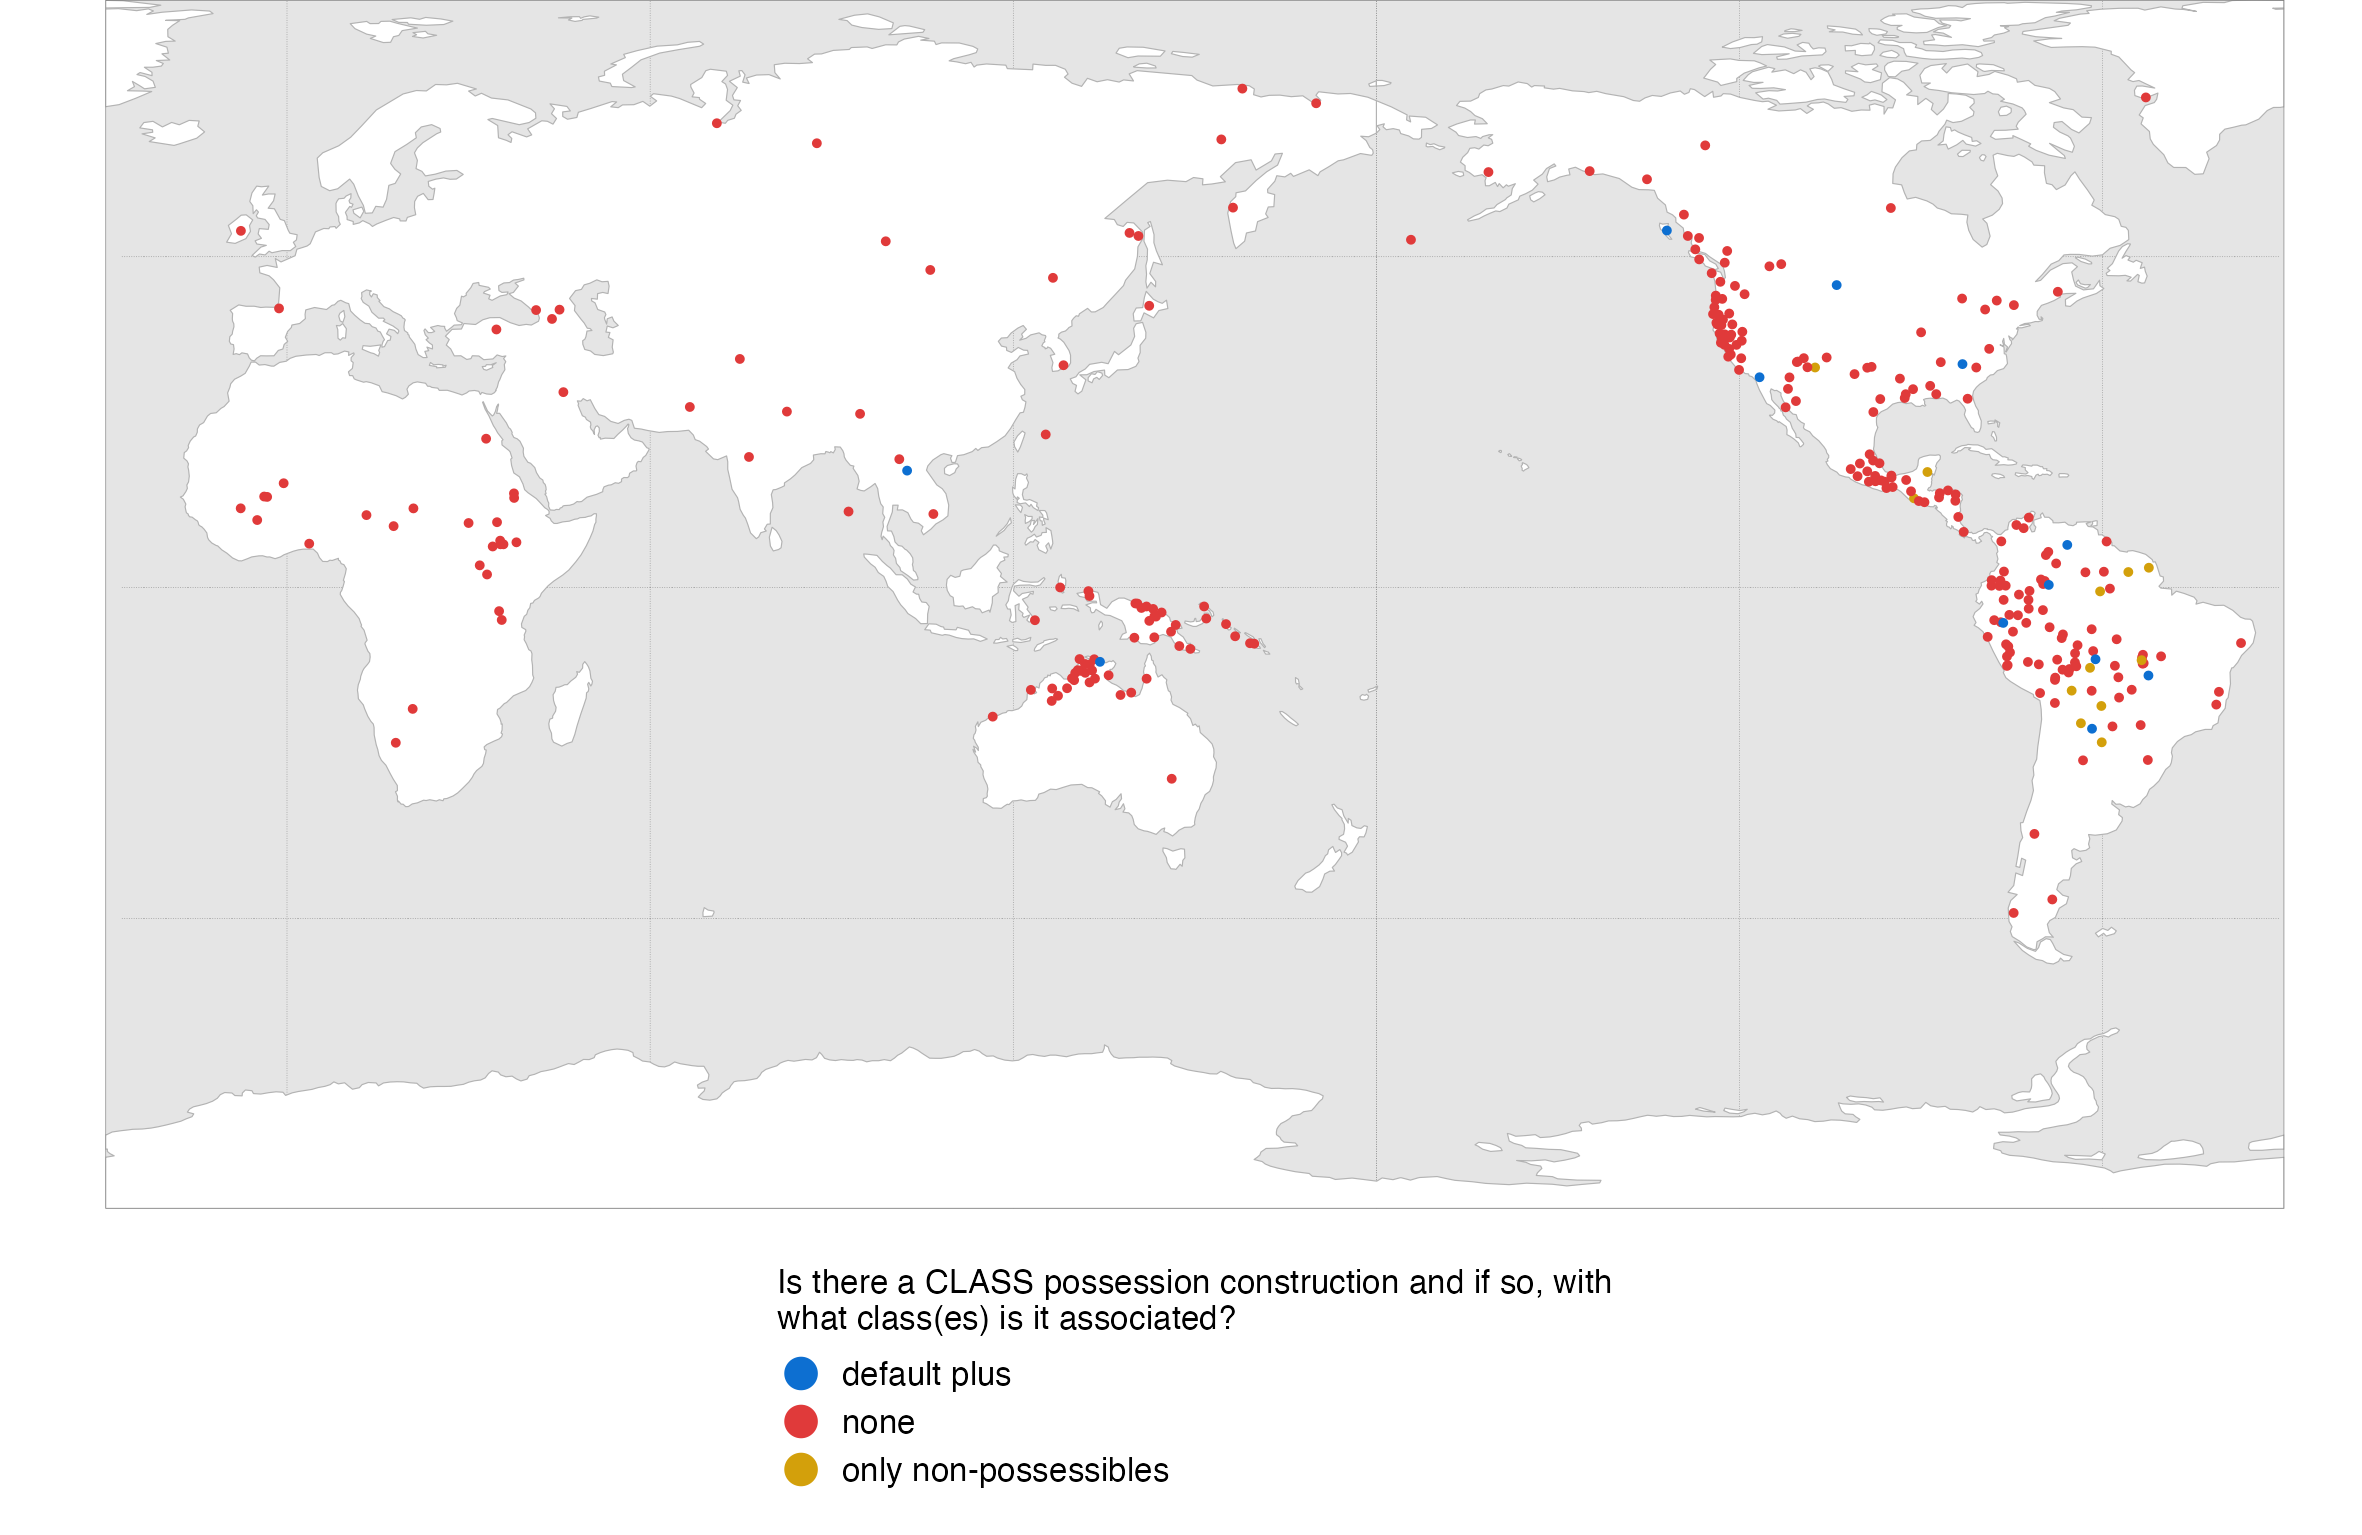 Is there a CLASS possession construction and if so, with
what class(es) is it associated?
default plus
none
only non-possessibles